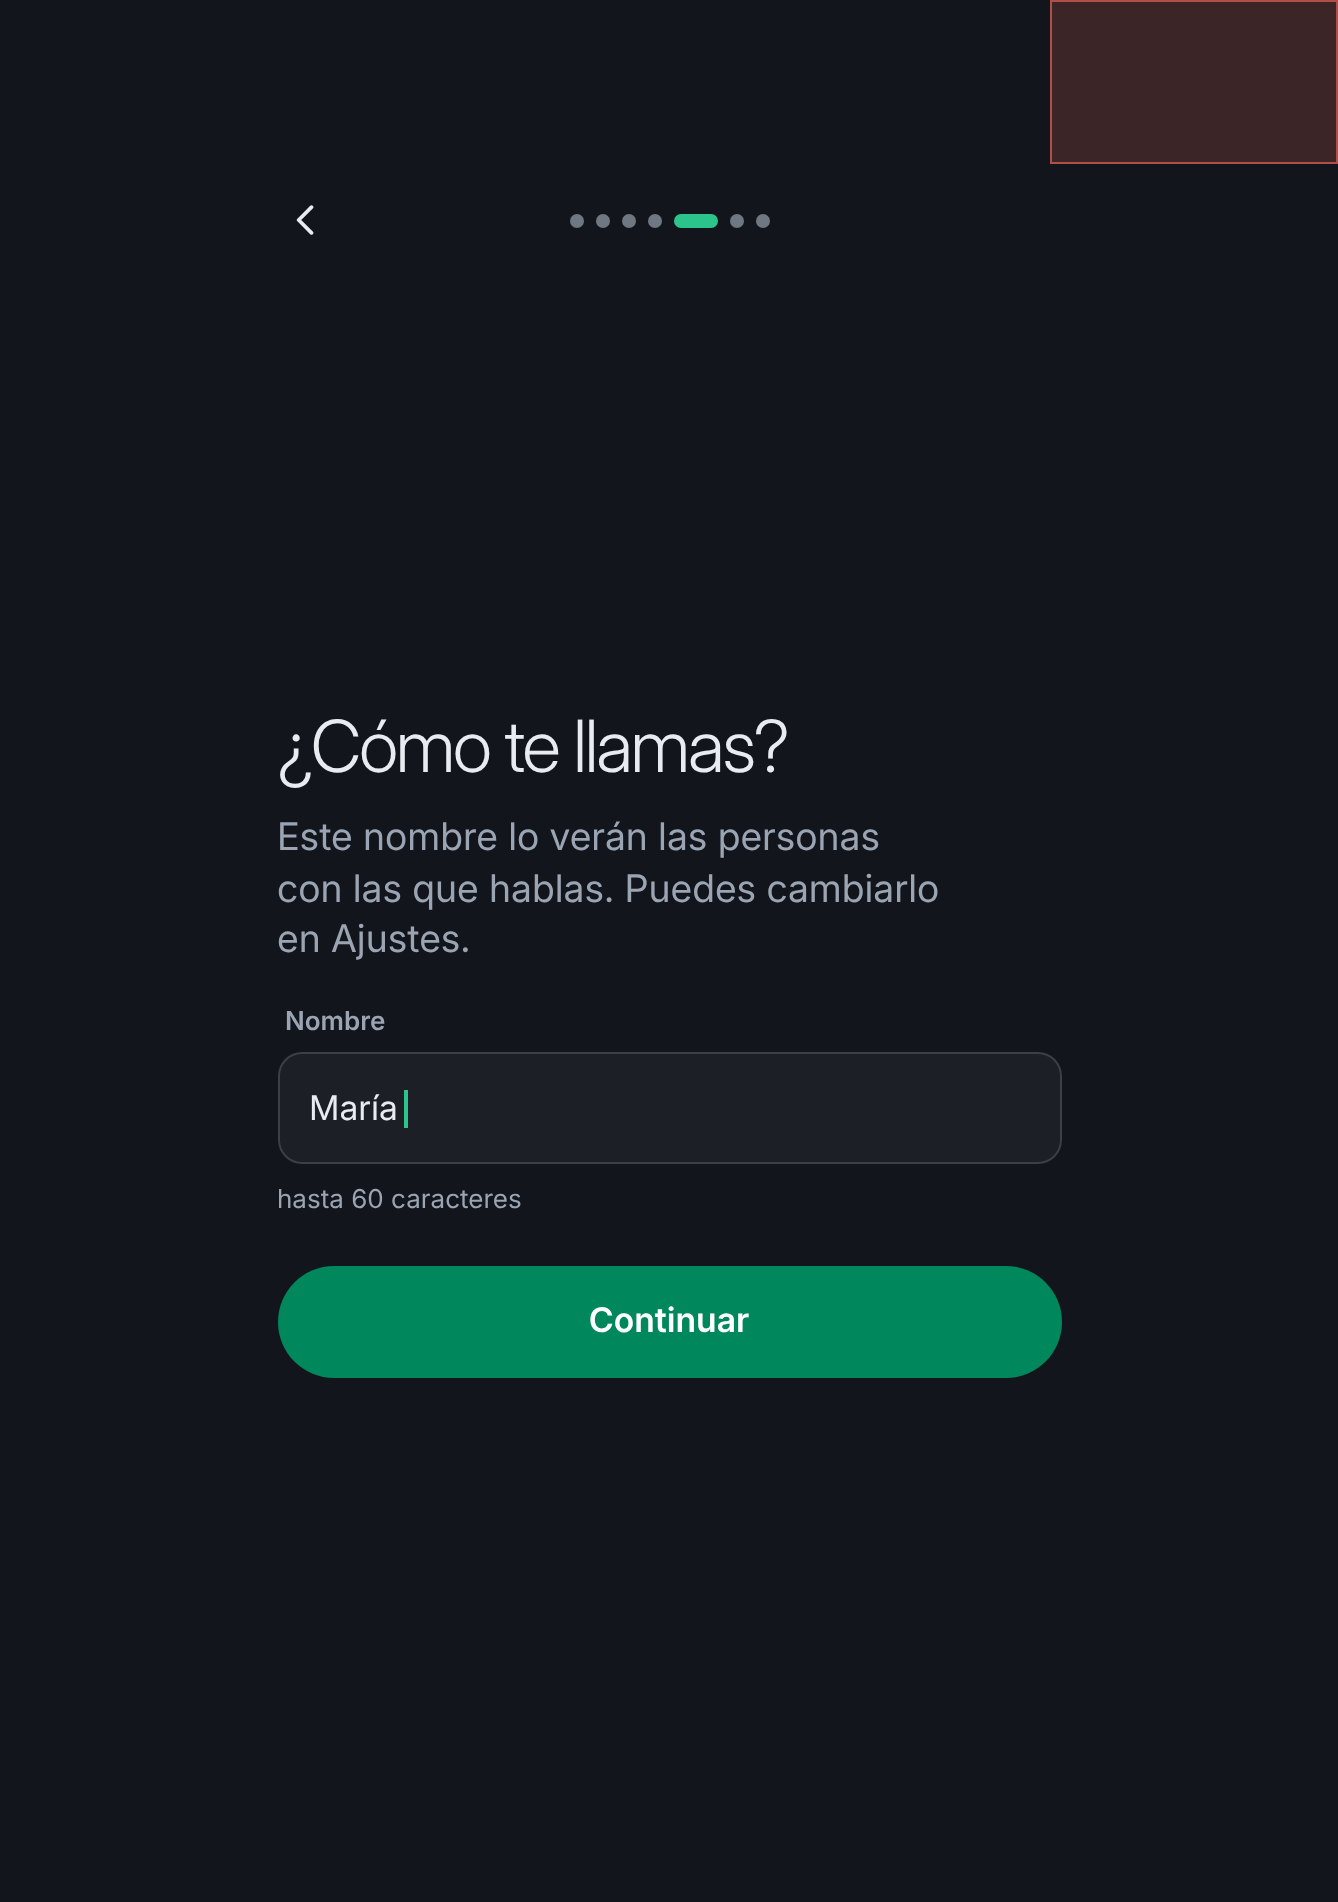 ¿Cómo te llamas?
Este nombre lo verán las personas
con las que hablas. Puedes cambiarlo
en Ajustes.
Nombre
María
hasta 60 caracteres
Continuar